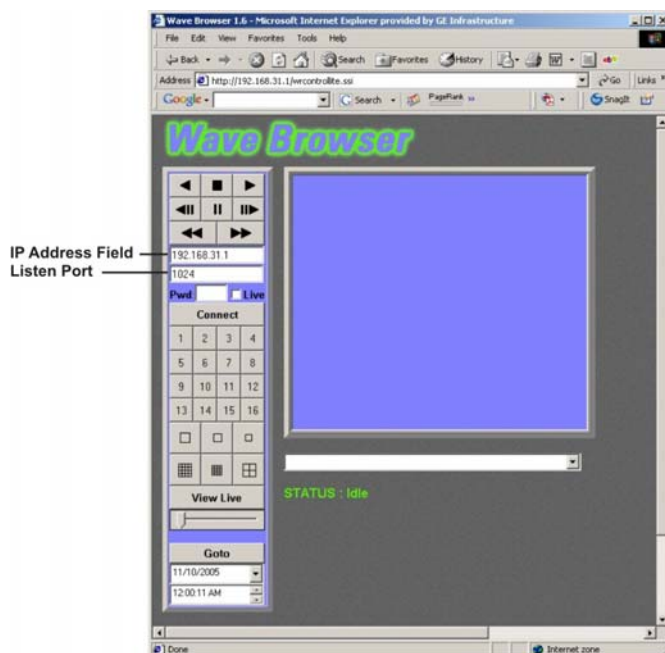 Wave Browser 1.6 - Microsoft Internet Explorer provided by GE Infrastructure
File Edit View Favorites Tools Help
Back Search Favorites History
Address http://192.168.31.1/wrcontrollite.ssi Go Links
Google Search PageRank SnagIt
Wave Browser
IP Address Field
192.168.31.1
Listen Port
1024
Pwd Live
Connect
1 2 3 4
5 6 7 8
9 10 11 12
13 14 15 16
View Live
STATUS : Idle
Goto
11/10/2005
12:00:11 AM
Done Internet zone